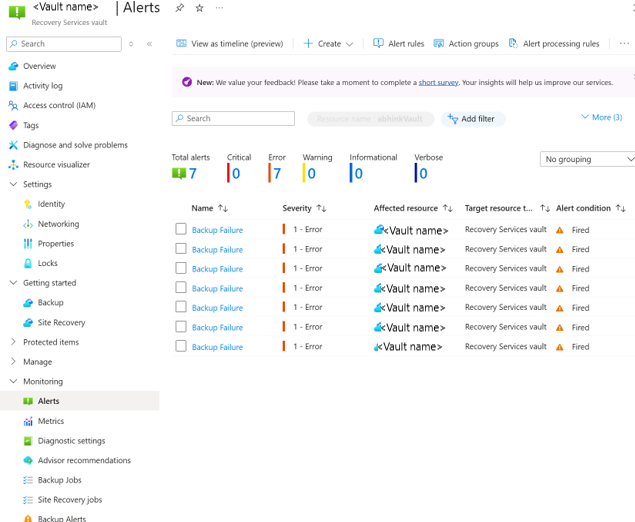 <Vault name> | Alerts
Recovery Services vault
Search
Overview
Activity log
Access control (IAM)
Tags
Diagnose and solve problems
Resource visualizer
Settings
Identity
Networking
Properties
Locks
Getting started
Backup
Site Recovery
Protected items
Manage
Monitoring
Alerts
Metrics
Diagnostic settings
Advisor recommendations
Backup Jobs
Site Recovery jobs
Backup Alerts
View as timeline (preview) Create Alert rules Action groups Alert processing rules
New: We value your feedback! Please take a moment to complete a short survey. Your insights will help us improve our services.
Search Resource name : abhinkVault Add filter More (3)
Total alerts Critical Error Warning Informational Verbose
7 0 7 0 0 0
No grouping
Name Severity Affected resource Target resource t... Alert condition
Backup Failure 1 - Error <Vault name> Recovery Services vault Fired
Backup Failure 1 - Error <Vault name> Recovery Services vault Fired
Backup Failure 1 - Error <Vault name> Recovery Services vault Fired
Backup Failure 1 - Error <Vault name> Recovery Services vault Fired
Backup Failure 1 - Error <Vault name> Recovery Services vault Fired
Backup Failure 1 - Error <Vault name> Recovery Services vault Fired
Backup Failure 1 - Error <Vault name> Recovery Services vault Fired